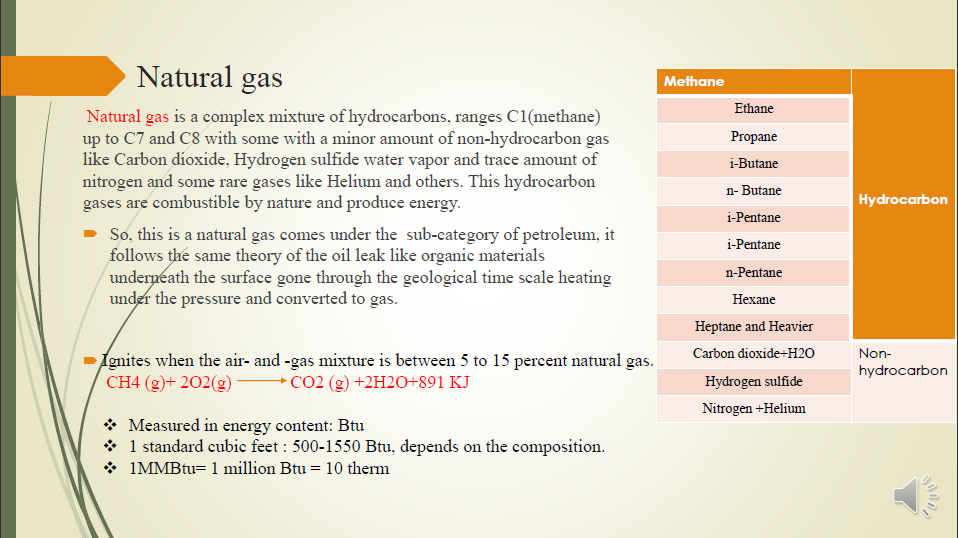 Natural gas
Natural gas is a complex mixture of hydrocarbons, ranges C1(methane)
up to C7 and C8 with some with a minor amount of non-hydrocarbon gas
like Carbon dioxide, Hydrogen sulfide water vapor and trace amount of
nitrogen and some rare gases like Helium and others. This hydrocarbon
gases are combustible by nature and produce energy.
So, this is a natural gas comes under the sub-category of petroleum, it
follows the same theory of the oil leak like organic materials
underneath the surface gone through the geological time scale heating
under the pressure and converted to gas.
Ignites when the air- and -gas mixture is between 5 to 15 percent natural gas.
CH4 (g)+ 2O2(g) → CO2 (g) +2H2O+891 KJ
❖ Measured in energy content: Btu
❖ 1 standard cubic feet : 500-1550 Btu, depends on the composition.
❖ 1MMBtu= 1 million Btu = 10 therm
Methane
Ethane
Propane
i-Butane
n- Butane
i-Pentane
i-Pentane
n-Pentane
Hexane
Heptane and Heavier
Hydrocarbon
Carbon dioxide+H2O
Hydrogen sulfide
Nitrogen +Helium
Non-
hydrocarbon